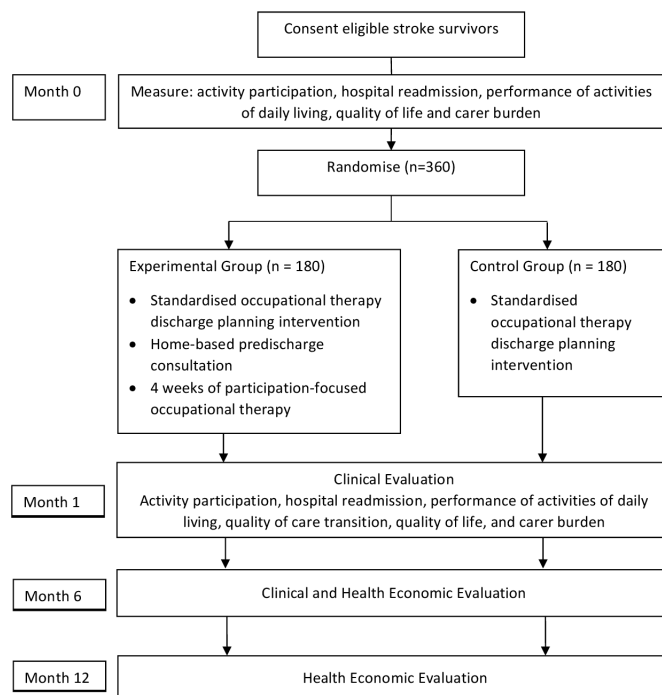 Consent eligible stroke survivors
Month 0
Measure: activity participation, hospital readmission, performance of activities
of daily living, quality of life and carer burden
Randomise (n=360)
Experimental Group (n = 180)
• Standardised occupational therapy
discharge planning intervention
• Home-based predischarge
consultation
• 4 weeks of participation-focused
occupational therapy
Control Group (n = 180)
• Standardised
occupational therapy
discharge planning
intervention
Month 1
Clinical Evaluation
Activity participation, hospital readmission, performance of activities of daily
living, quality of care transition, quality of life, and carer burden
Month 6
Clinical and Health Economic Evaluation
Month 12
Health Economic Evaluation